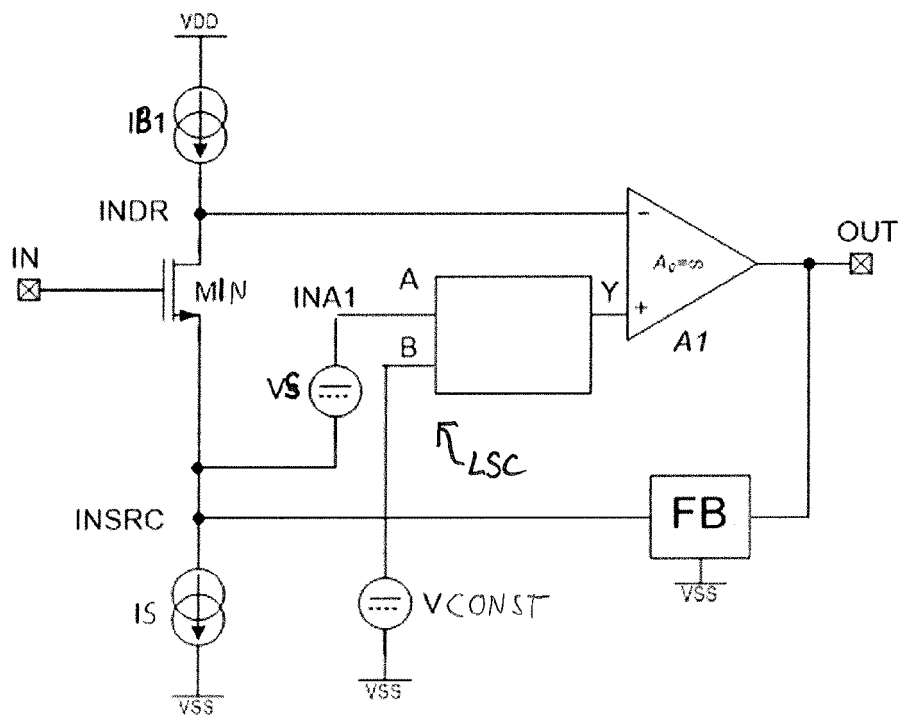 VDD
IB1
INDR
OUT
IN
MIN
INA1
A
Y
-
A₀=∞
+
A1
B
VS
LSC
INSRC
FB
VSS
IS
VCONST
VSS
VSS